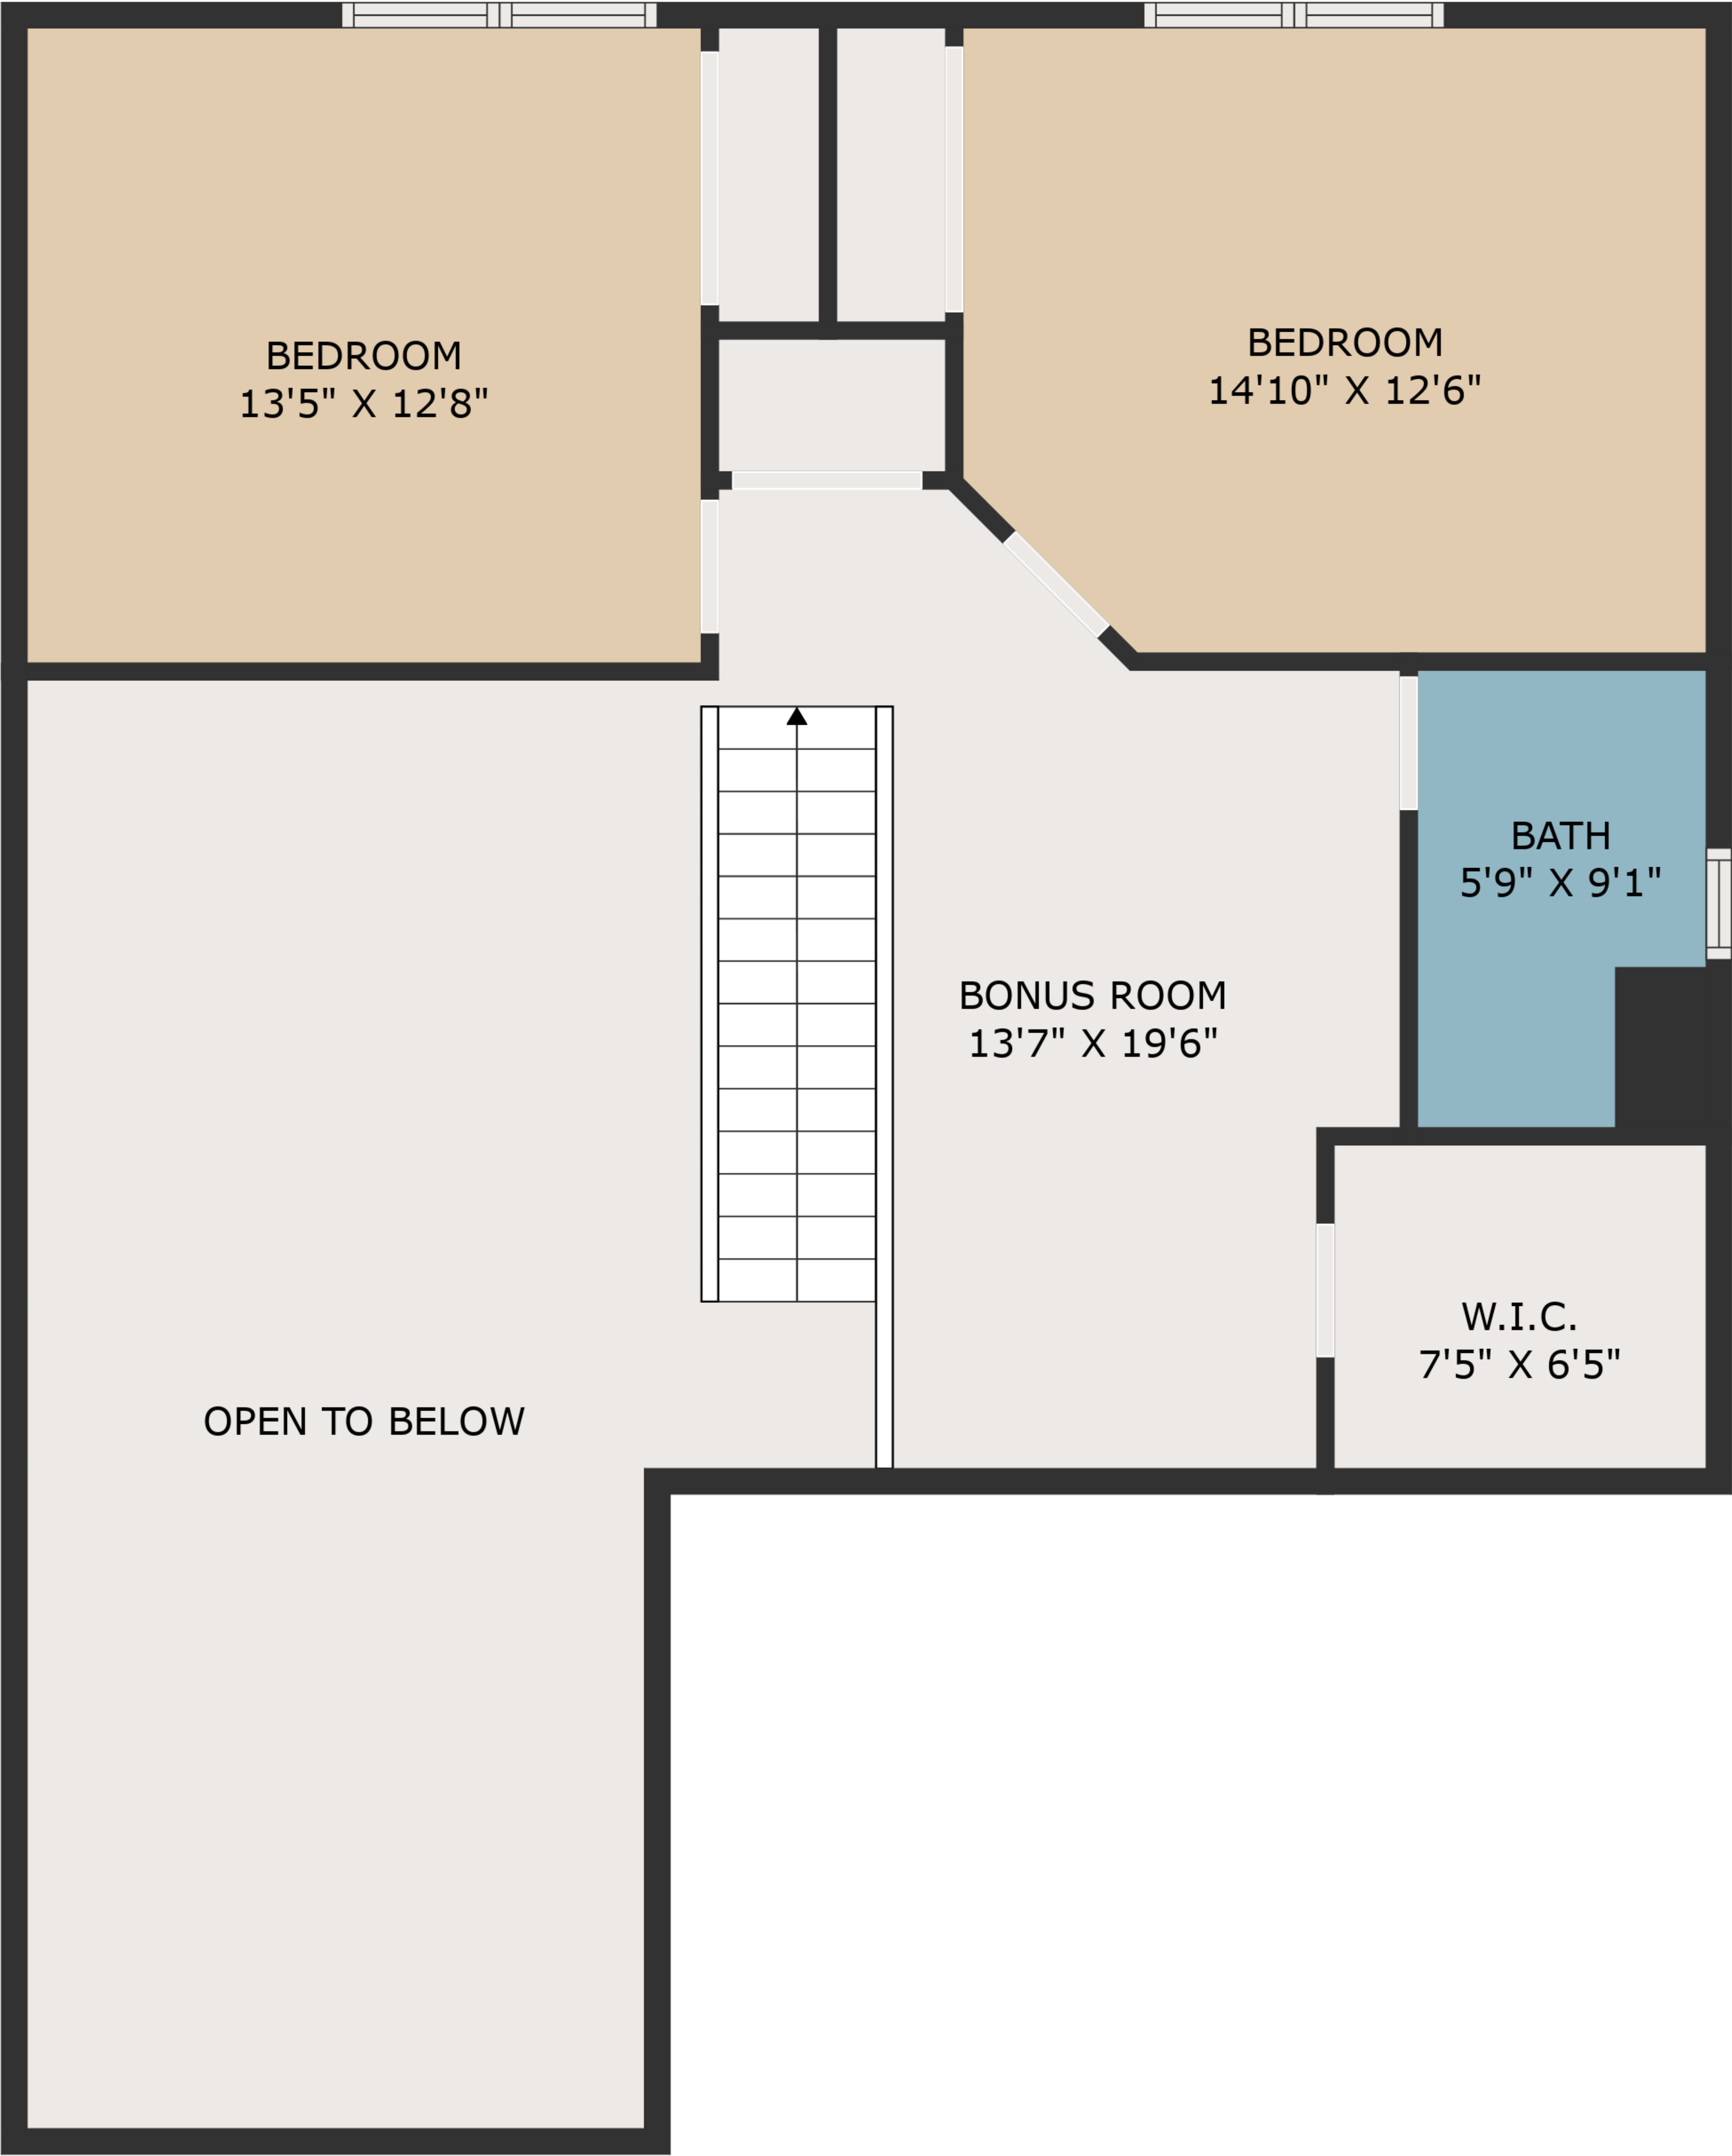 BEDROOM
13'5" X 12'8"
BEDROOM
14'10" X 12'6"
BATH
5'9" X 9'1"
BONUS ROOM
13'7" X 19'6"
W.I.C.
7'5" X 6'5"
OPEN TO BELOW